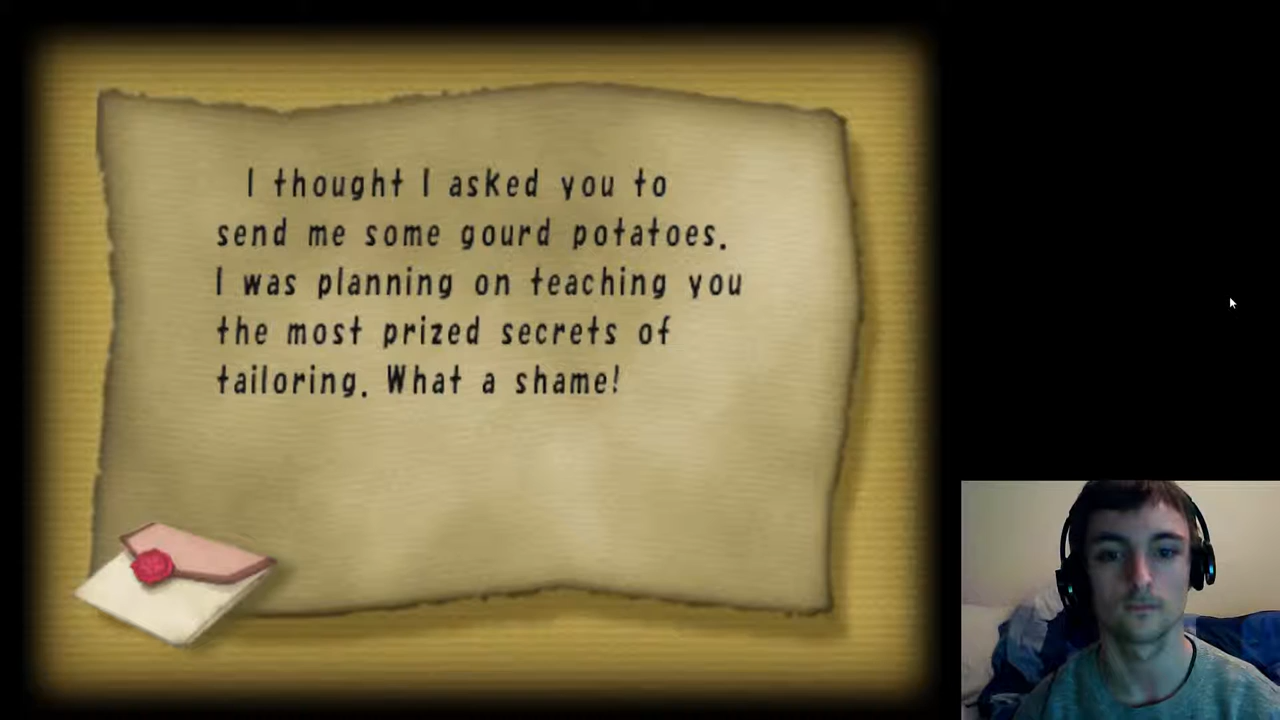 I thought I asked you to
send me some gourd potatoes.
I was planning on teaching you
the most prized secrets of
tailoring. What a shame!